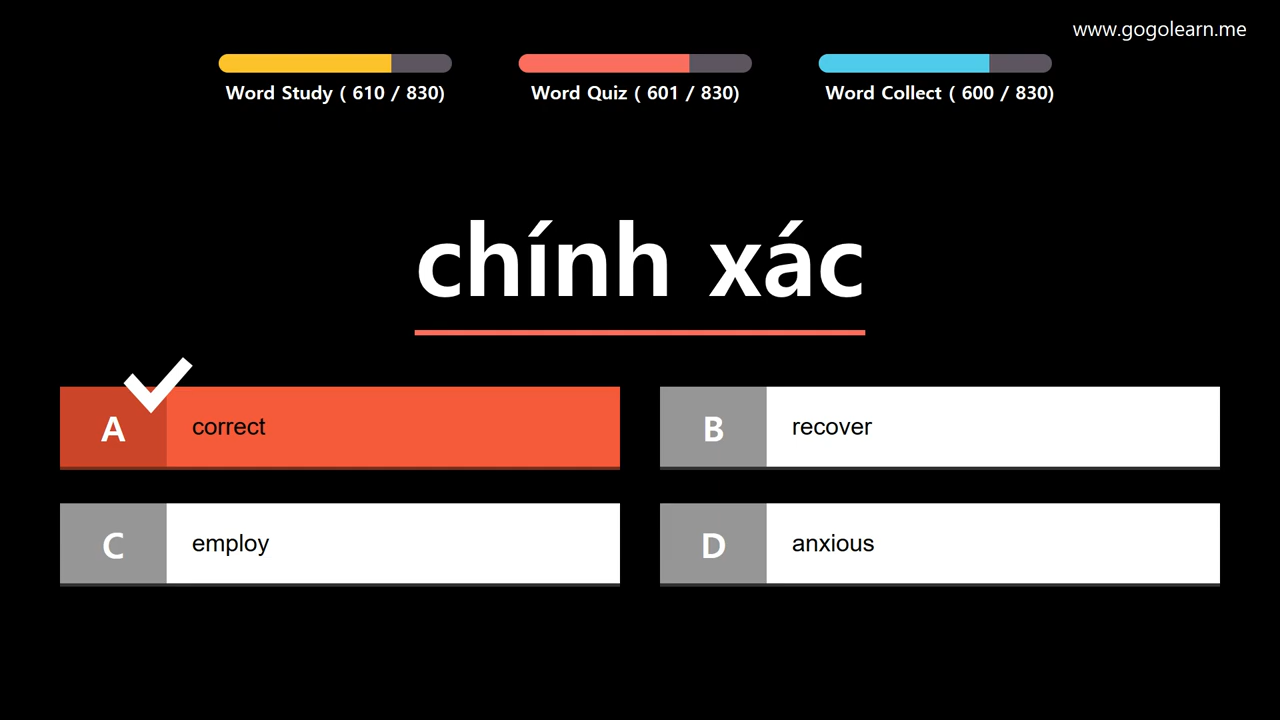 www.gogolearn.me
Word Study ( 610 / 830)
Word Quiz ( 601 / 830)
Word Collect ( 600 / 830)
chính xác
A correct
B recover
C employ
D anxious